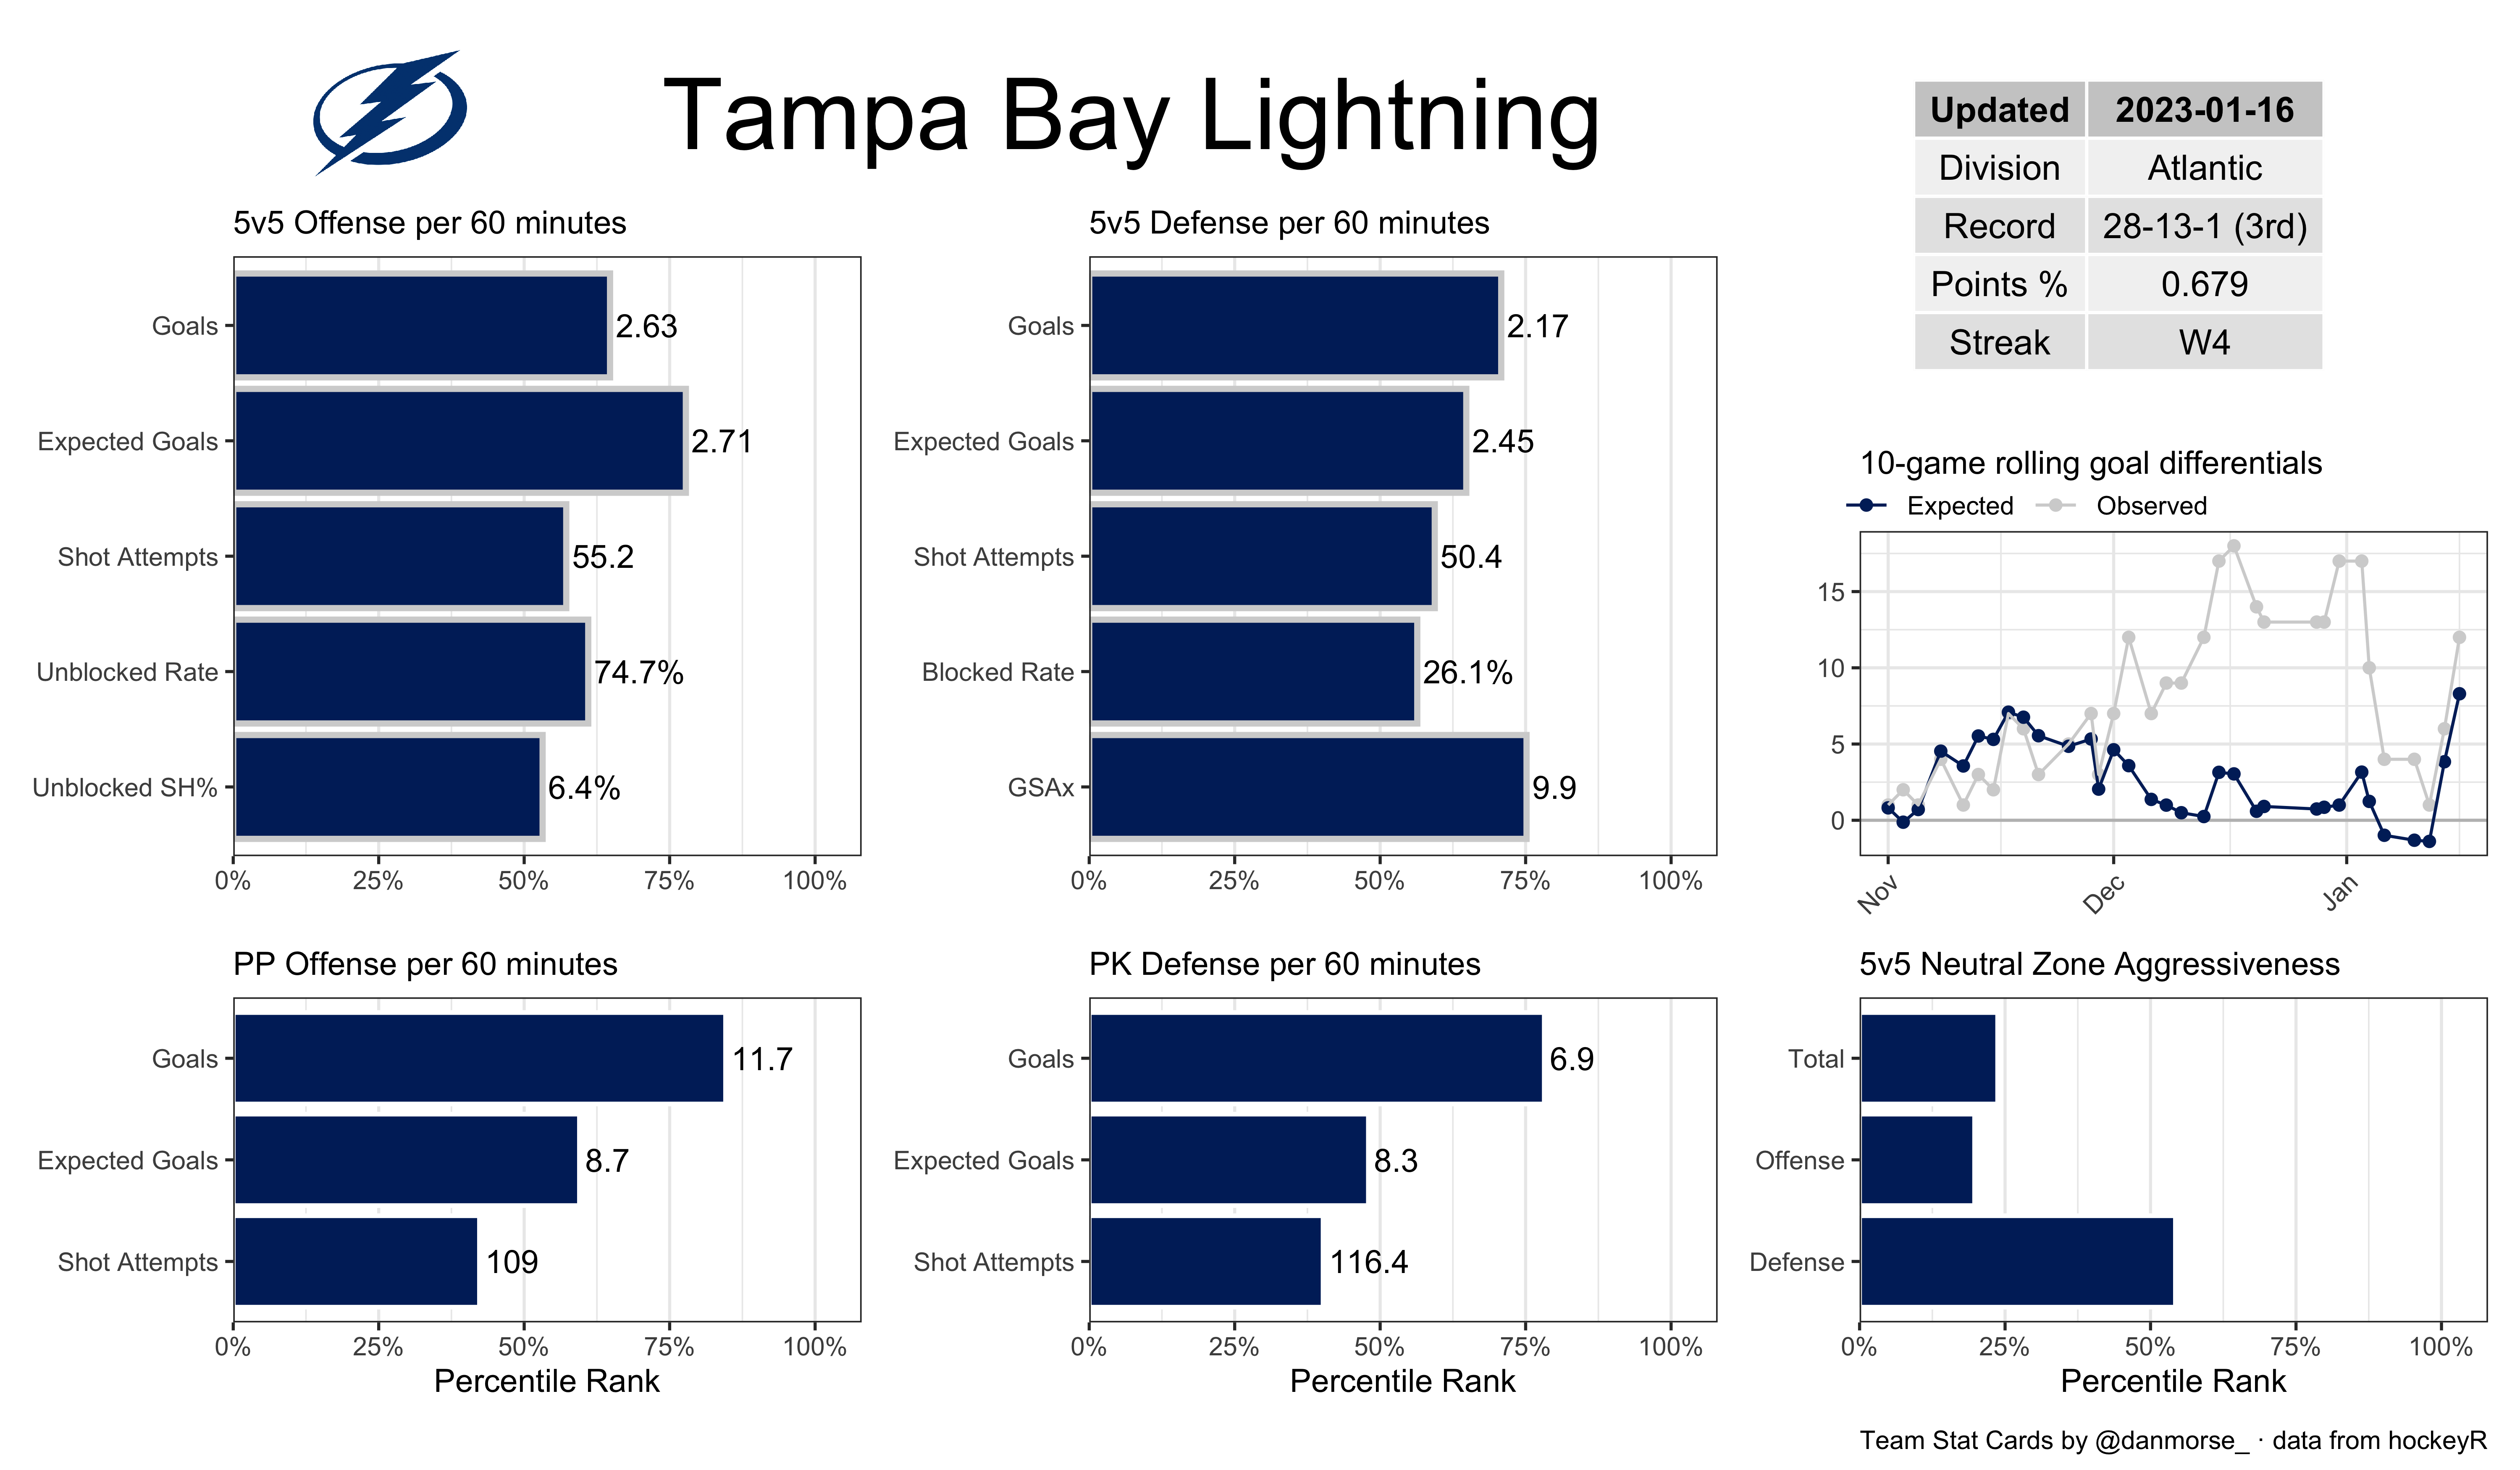 Tampa Bay Lightning
Updated 2023-01-16
Division Atlantic
Record 28-13-1 (3rd)
Points % 0.679
Streak W4
5v5 Offense per 60 minutes
Goals 2.63
Expected Goals 2.71
Shot Attempts 55.2
Unblocked Rate 74.7%
Unblocked SH% 6.4%
0% 25% 50% 75% 100%
5v5 Defense per 60 minutes
Goals 2.17
Expected Goals 2.45
Shot Attempts 50.4
Blocked Rate 26.1%
GSAx 9.9
0% 25% 50% 75% 100%
10-game rolling goal differentials
Expected Observed
15
10
5
0
Nov Dec Jan
PP Offense per 60 minutes
Goals 11.7
Expected Goals 8.7
Shot Attempts 109
0% 25% 50% 75% 100%
Percentile Rank
PK Defense per 60 minutes
Goals 6.9
Expected Goals 8.3
Shot Attempts 116.4
0% 25% 50% 75% 100%
Percentile Rank
5v5 Neutral Zone Aggressiveness
Total
Offense
Defense
0% 25% 50% 75% 100%
Percentile Rank
Team Stat Cards by @danmorse_ · data from hockeyR